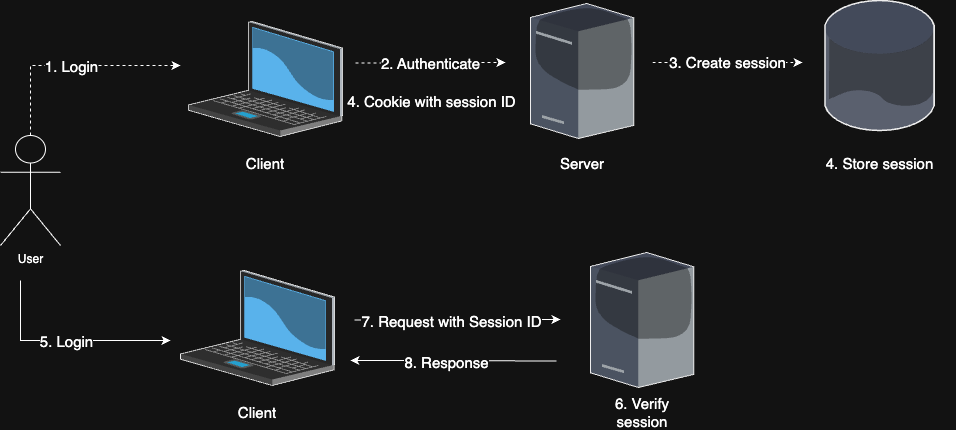 1. Login
2. Authenticate
3. Create session
4. Cookie with session ID
Client
Server
4. Store session
User
5. Login
7. Request with Session ID
8. Response
Client
6. Verify
session